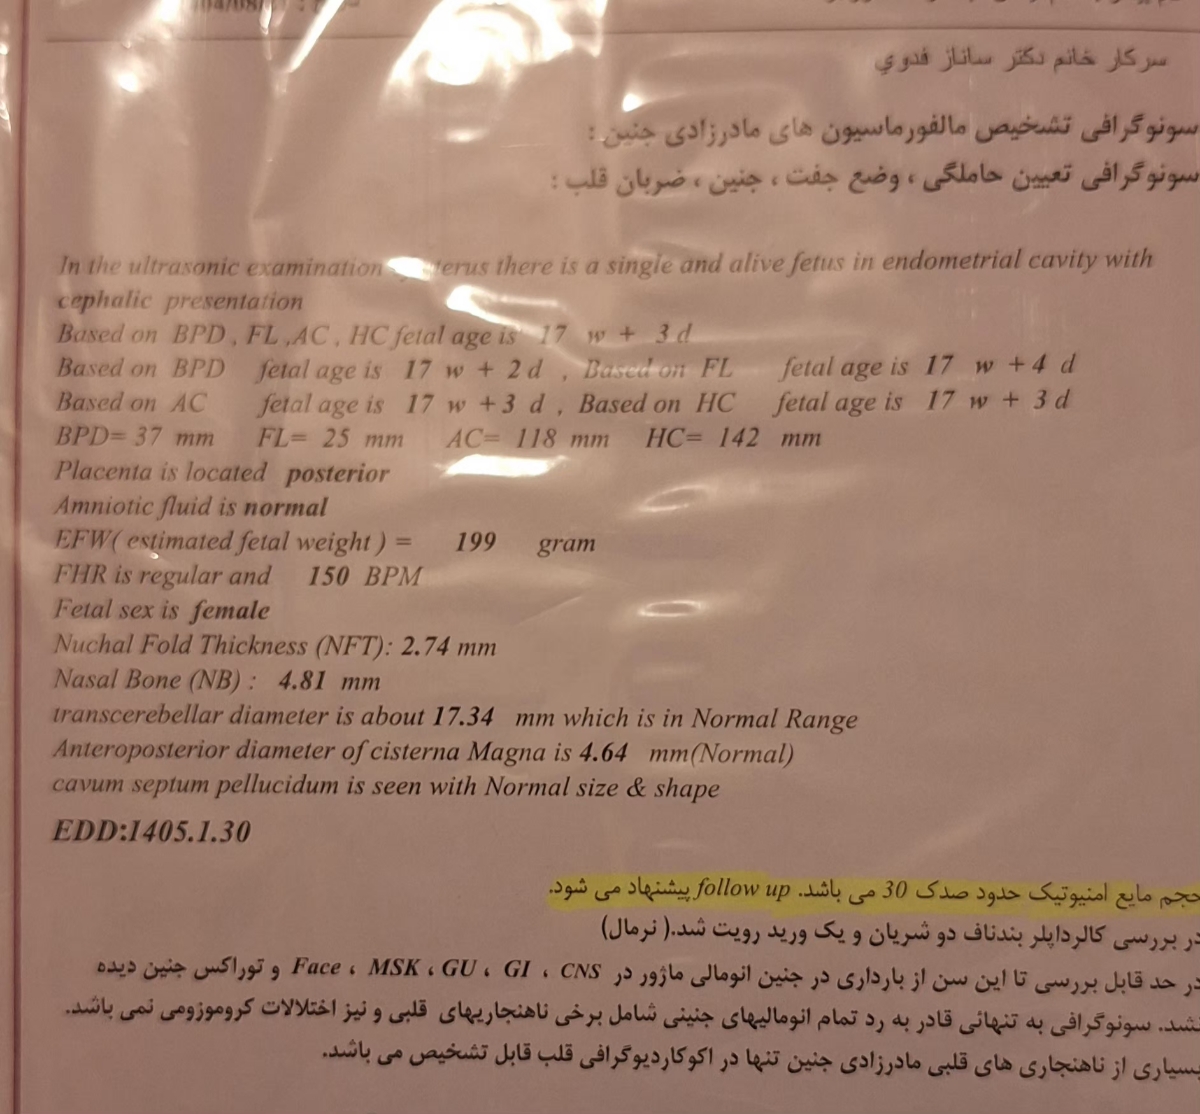 سرکار خانم دکتر ساناز فدوي
سونوگرافی تشخیص مالفورماسیون های مادرزادی جنین :
سونوگرافی تعیین حاملگی ، وضع جفت ، جنین ، ضربان قلب :
In the ultrasonic examination there is a single and alive fetus in endometrial cavity with
cephalic presentation
Based on BPD , FL ,AC , HC fetal age is 17 w + 3 d
Based on BPD fetal age is 17 w + 2 d , Based on FL fetal age is 17 w +4 d
Based on AC fetal age is 17 w +3 d , Based on HC fetal age is 17 w + 3 d
BPD= 37 mm FL= 25 mm AC= 118 mm HC= 142 mm
Placenta is located posterior
Amniotic fluid is normal
EFW( estimated fetal weight ) = 199 gram
FHR is regular and 150 BPM
Fetal sex is female
Nuchal Fold Thickness (NFT): 2.74 mm
Nasal Bone (NB) : 4.81 mm
transcerebellar diameter is about 17.34 mm which is in Normal Range
Anteroposterior diameter of cisterna Magna is 4.64 mm(Normal)
cavum septum pellucidum is seen with Normal size & shape
EDD:1405.1.30
حجم مایع امنیوتیک حدود صدک 30 می باشد. follow up پیشنهاد می شود.
در بررسی کالرداپلر بندناف دو شریان و یک ورید رویت شد.( نرمال)
در حد قابل بررسی تا این سن از بارداری در جنین انومالی ماژور در CNS ، GI ، GU ، MSK ، Face و توراکس جنین دیده
نشد. سونوگرافی به تنهائی قادر به رد تمام انومالیهای جنینی شامل برخی ناهنجاریهای قلبی و نیز اختلالات کروموزومی نمی باشد.
بسیاری از ناهنجاری های قلبی مادرزادی جنین تنها در اکوکاردیوگرافی قلب قابل تشخیص می باشد.